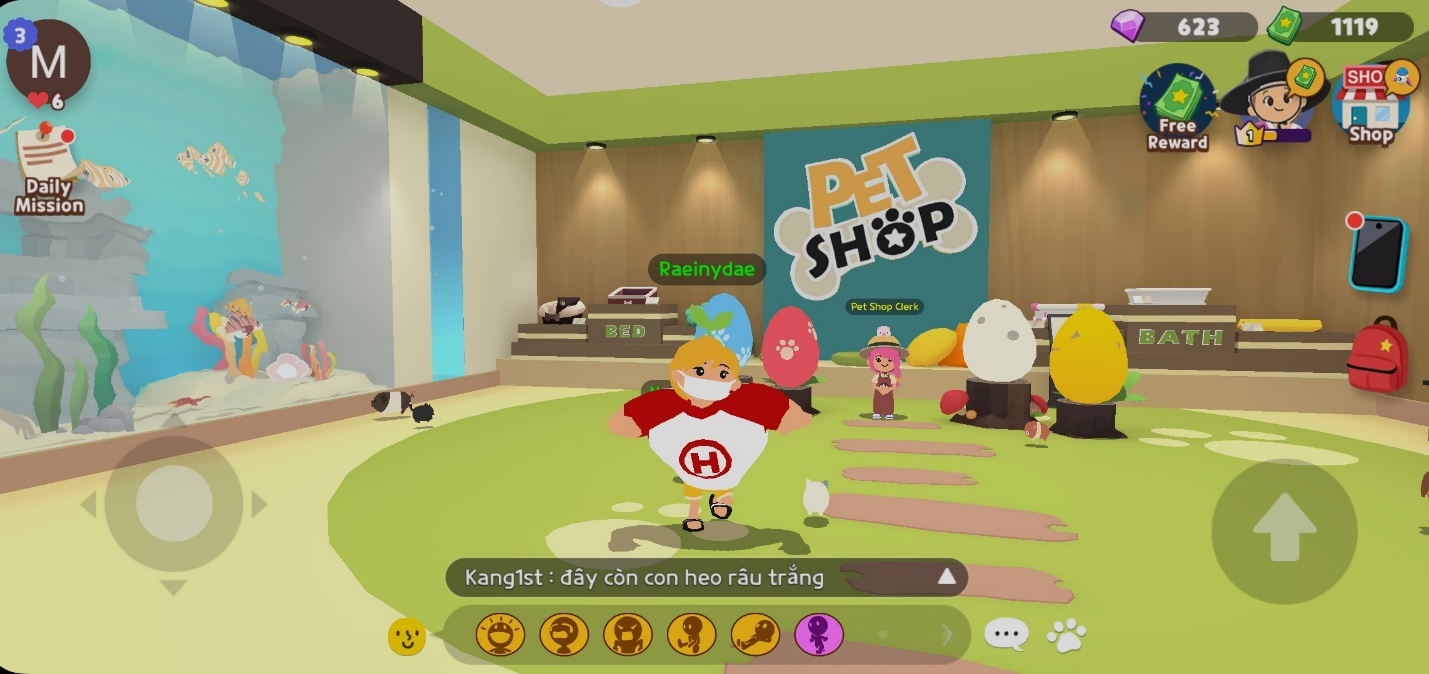 3
M
6
Daily
Mission
623
1119
Free
Reward
1
SHO
Shop
PET
SHOP
Raeinydae
Pet Shop Clerk
BED
BATH
H
Kang1st : đây còn con heo râu trắng